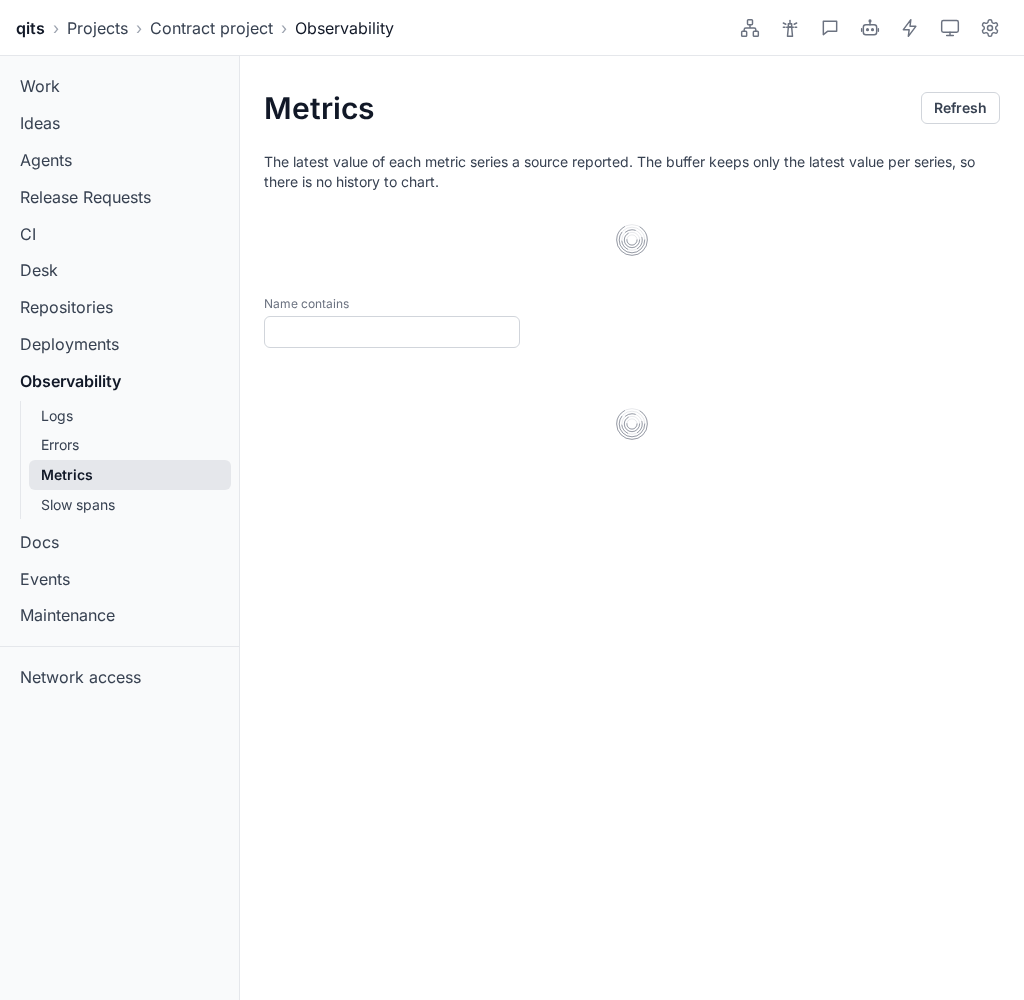 qits › Projects › Contract project › Observability
Work
Ideas
Agents
Release Requests
CI
Desk
Repositories
Deployments
Observability
Logs
Errors
Metrics
Slow spans
Docs
Events
Maintenance
Network access
Metrics
Refresh
The latest value of each metric series a source reported. The buffer keeps only the latest value per series, so
there is no history to chart.
Name contains